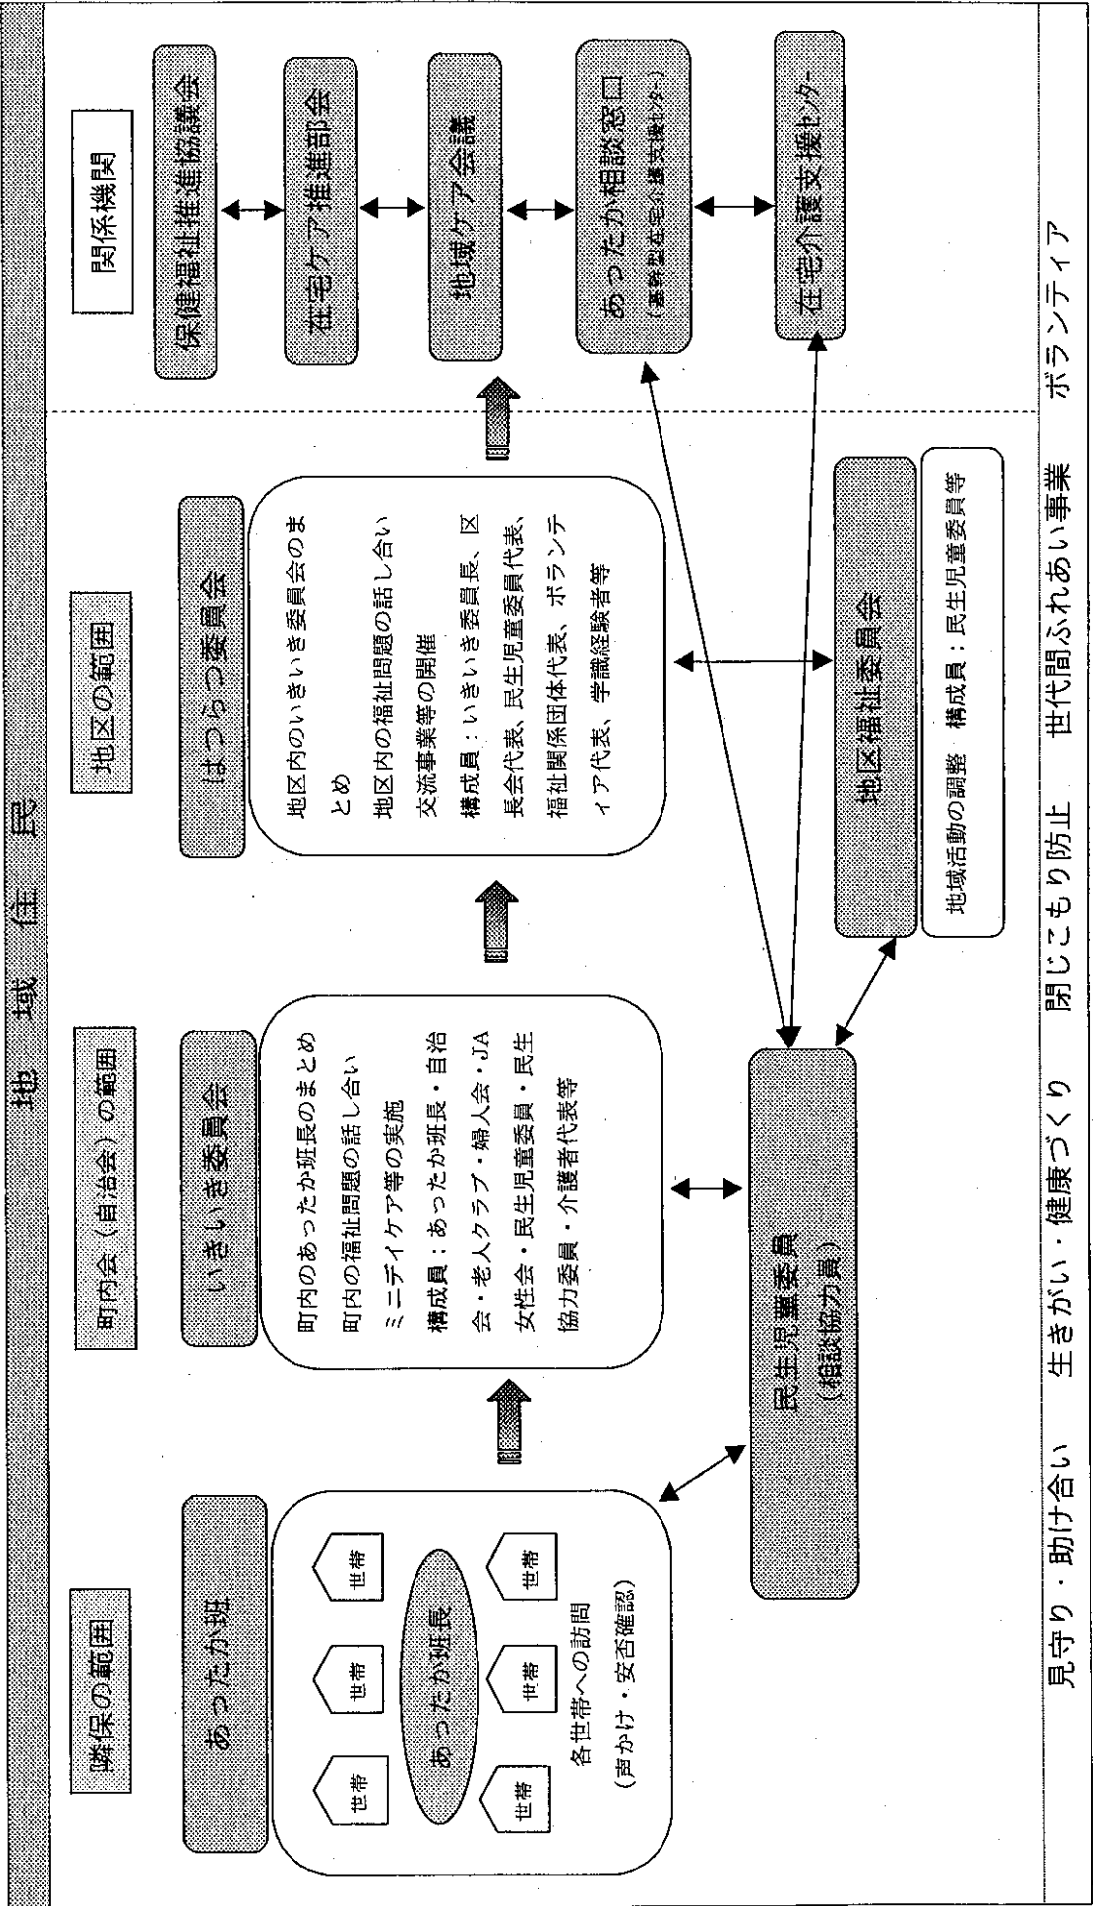 地域住民
隣保の範囲
あったか班
世帯
世帯
世帯
あったか班長
世帯
世帯
世帯
各世帯への訪問
（声かけ・安否確認）
町内会（自治会）の範囲
いきいき委員会
町内のあったか班長のまとめ
町内の福祉問題の話し合い
ミニデイケア等の実施
構成員：あったか班長・自治
会・老人クラブ・婦人会・JA
女性会・民生児童委員・民生
協力委員・介護者代表等
地区の範囲
はつらつ委員会
地区内のいきいき委員会のま
とめ
地区内の福祉問題の話し合い
交流事業等の開催
構成員：いきいき委員長、区
長会代表、民生児童委員代表、
福祉関係団体代表、ボランテ
ィア代表、学識経験者等
民生児童委員
（相談協力員）
地区福祉委員会
地域活動の調整　構成員：民生児童委員等
関係機関
保健福祉推進協議会
在宅ケア推進部会
地域ケア会議
あったか相談窓口
（基幹型在宅介護支援センター）
在宅介護支援センター
見守り・助け合い　生きがい・健康づくり　閉じこもり防止　世代間ふれあい事業　ボランティア